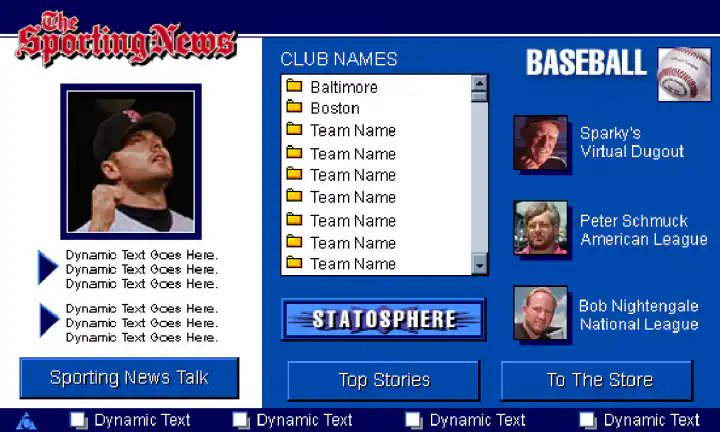 The
Sporting News
Dynamic Text Goes Here.
Dynamic Text Goes Here.
Dynamic Text Goes Here.
Dynamic Text Goes Here.
Dynamic Text Goes Here.
Dynamic Text Goes Here.
Sporting News Talk
CLUB NAMES
Baltimore
Boston
Team Name
Team Name
Team Name
Team Name
Team Name
Team Name
Team Name
STATOSPHERE
Top Stories
BASEBALL
Sparky's
Virtual Dugout
Peter Schmuck
American League
Bob Nightengale
National League
To The Store
Dynamic Text
Dynamic Text
Dynamic Text
Dynamic Text